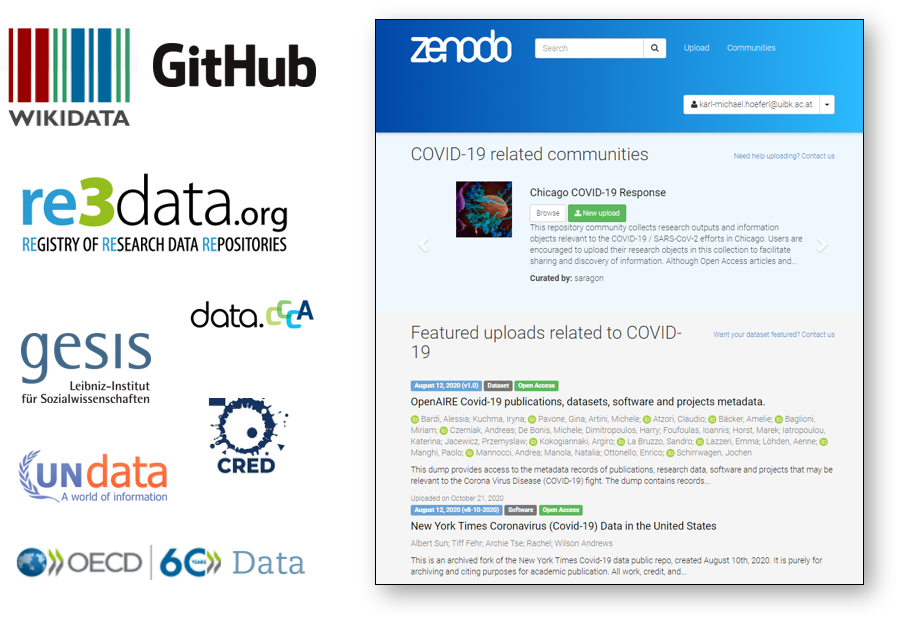 WIKIDATA
GitHub
re3data.org
REGISTRY OF RESEARCH DATA REPOSITORIES
data.CCCA
gesis
Leibniz-Institut
für Sozialwissenschaften
CRED
UNdata
A world of information
OECD 60 YEARS Data
zenodo
Search
Upload
Communities
karl-michael.hoeferl@uibk.ac.at
COVID-19 related communities
Need help uploading? Contact us
Chicago COVID-19 Response
Browse
New upload
This repository community collects research outputs and information
objects relevant to the COVID-19 / SARS-CoV-2 efforts in Chicago. Users are
encouraged to upload their research objects in this collection to facilitate
sharing and discovery of information. Although Open Access articles and...
Curated by: saragon
Featured uploads related to COVID-
19
Want your dataset featured? Contact us
August 12, 2020 (v1.0) Dataset Open Access
OpenAIRE Covid-19 publications, datasets, software and projects metadata.
iD Bardi, Alessia; Kuchma, Iryna; iD Pavone, Gina; Artini, Michele; iD Atzori, Claudio; iD Bäcker, Amelie; iD Baglioni,
Miriam; iD Czerniak, Andreas; De Bonis, Michele; Dimitropoulos, Harry; Foufoulas, Ioannis; Horst, Marek; Iatropoulou,
Katerina; Jacewicz, Przemyslaw; iD Kokogiannaki, Argiro; iD La Bruzzo, Sandro; iD Lazzeri, Emma; Löhden, Aenne; iD
Manghi, Paolo; iD Mannocci, Andrea; Manola, Natalia; Ottonello, Enrico; iD Schirrwagen, Jochen
This dump provides access to the metadata records of publications, research data, software and projects that may be
relevant to the Corona Virus Disease (COVID-19) fight. The dump contains records...
Uploaded on October 21, 2020
August 12, 2020 (v8-10-2020) Software Open Access
New York Times Coronavirus (Covid-19) Data in the United States
Albert Sun; Tiff Fehr; Archie Tse; Rachel; Wilson Andrews
This is an archived fork of the New York Times Covid-19 data public repo, created August 10th, 2020. It is purely for
archiving and citing purposes for academic publication. All work, credit, and...